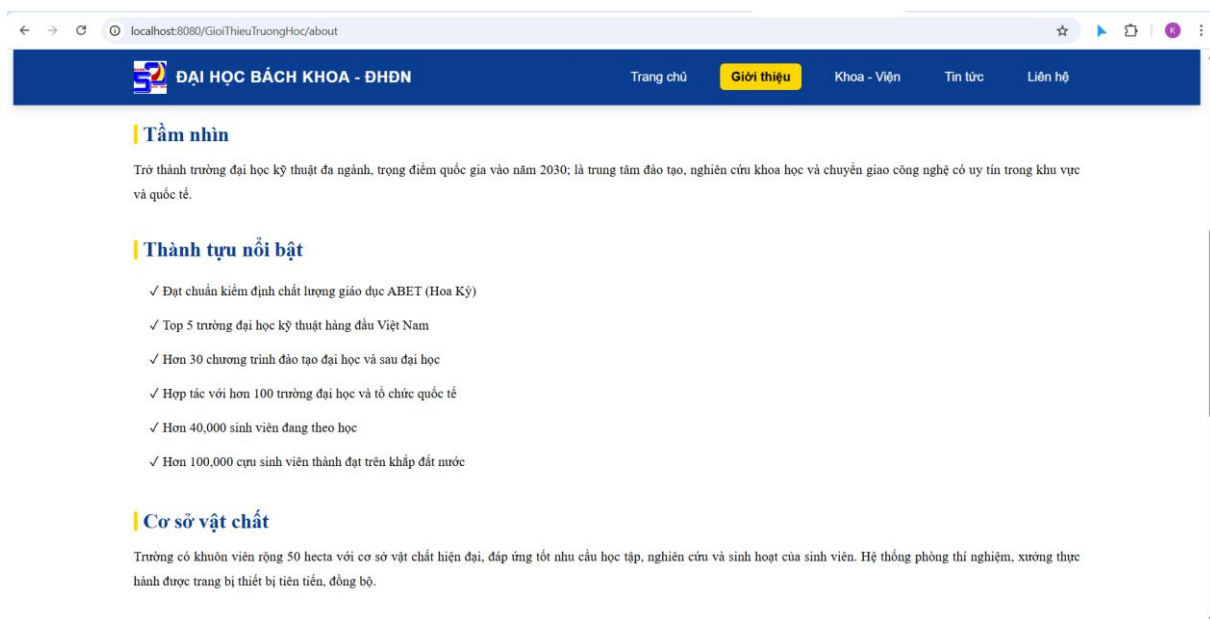 localhost:8080/GioiThieuTruongHoc/about
K
ĐẠI HỌC BÁCH KHOA - ĐHĐN
Trang chủ
Giới thiệu
Khoa - Viện
Tin tức
Liên hệ
Tầm nhìn
Trở thành trường đại học kỹ thuật đa ngành, trọng điểm quốc gia vào năm 2030; là trung tâm đào tạo, nghiên cứu khoa học và chuyển giao công nghệ có uy tín trong khu vực
và quốc tế.
Thành tựu nổi bật
✓ Đạt chuẩn kiểm định chất lượng giáo dục ABET (Hoa Kỳ)
✓ Top 5 trường đại học kỹ thuật hàng đầu Việt Nam
✓ Hơn 30 chương trình đào tạo đại học và sau đại học
✓ Hợp tác với hơn 100 trường đại học và tổ chức quốc tế
✓ Hơn 40,000 sinh viên đang theo học
✓ Hơn 100,000 cựu sinh viên thành đạt trên khắp đất nước
Cơ sở vật chất
Trường có khuôn viên rộng 50 hecta với cơ sở vật chất hiện đại, đáp ứng tốt nhu cầu học tập, nghiên cứu và sinh hoạt của sinh viên. Hệ thống phòng thí nghiệm, xưởng thực
hành được trang bị thiết bị tiên tiến, đồng bộ.